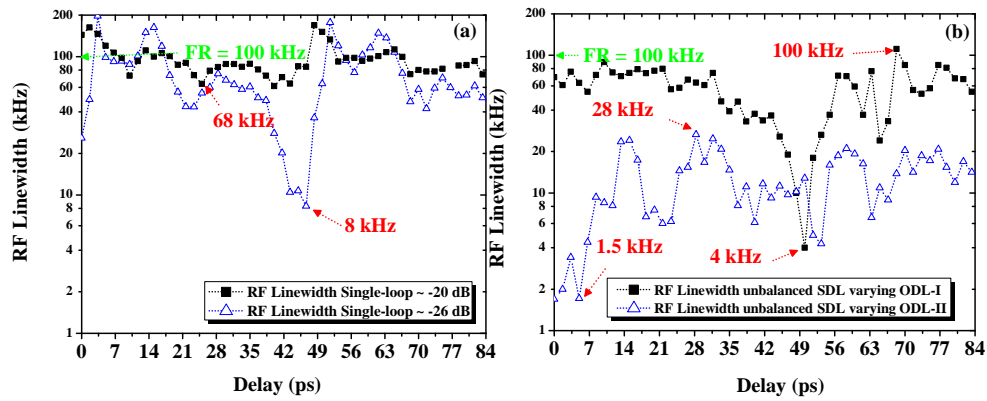 (a)
FR = 100 kHz
68 kHz
8 kHz
RF Linewidth Single-loop ~ -20 dB
RF Linewidth Single-loop ~ -26 dB
RF Linewidth (kHz)
200
100
80
60
40
20
10
8
6
4
2
1
0 7 14 21 28 35 42 49 56 63 70 77 84
Delay (ps)
(b)
FR = 100 kHz
100 kHz
28 kHz
1.5 kHz
4 kHz
RF Linewidth unbalanced SDL varying ODL-I
RF Linewidth unbalanced SDL varying ODL-II
RF Linewidth (kHz)
200
100
80
60
40
20
10
8
6
4
2
1
0 7 14 21 28 35 42 49 56 63 70 77 84
Delay (ps)